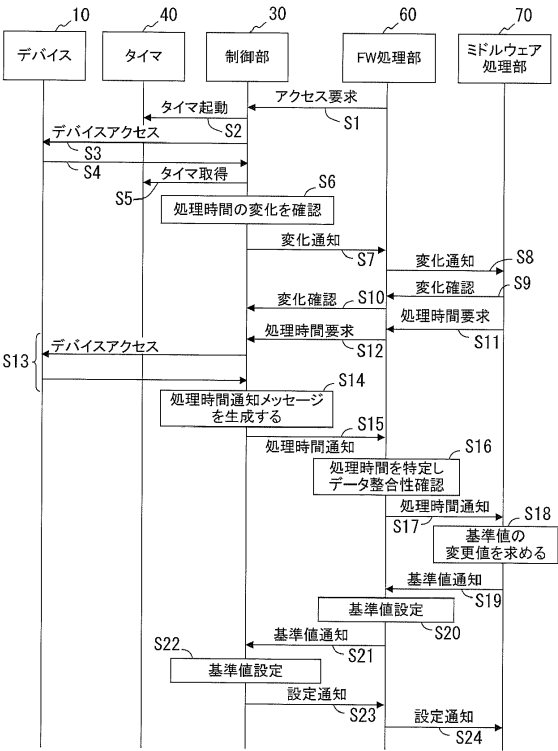 10
40
30
60
70
デバイス
タイマ
制御部
FW処理部
ミドルウェア
処理部
アクセス要求
S1
タイマ起動
S2
デバイスアクセス
S3
S4
タイマ取得
S5
S6
処理時間の変化を確認
変化通知
S7
変化通知
S8
変化確認
S9
変化確認
S10
処理時間要求
S11
処理時間要求
S12
デバイスアクセス
S13
S14
処理時間通知メッセージ
を生成する
S15
処理時間通知
S16
処理時間を特定し
データ整合性確認
処理時間通知
S17
S18
基準値の
変更値を求める
基準値通知
S19
基準値設定
S20
基準値通知
S21
S22
基準値設定
設定通知
S23
設定通知
S24